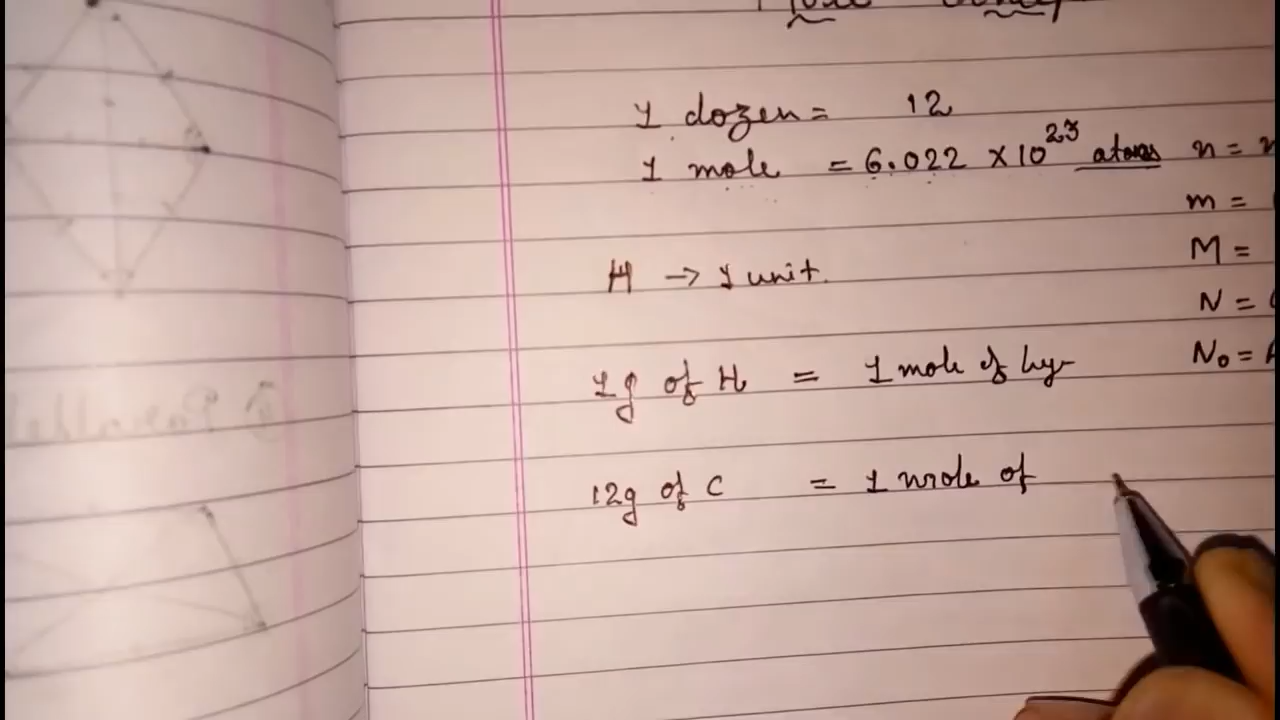 1 dozen = 12
1 mole = 6.022 × 10²³ atoms n =
m =
H → 1 unit.
M =
N =
1g of H = 1 mole of hy-
N₀ =
12g of C = 1 mole of